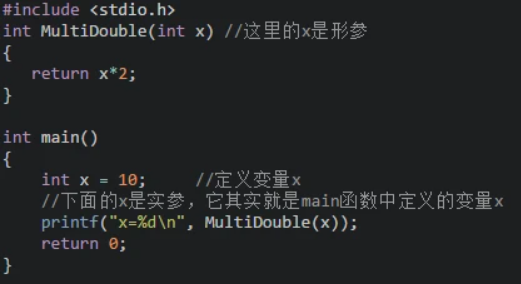 #include <stdio.h>
int MultiDouble(int x) //这里的x是形参
{
return x*2;
}
int main()
{
int x = 10; //定义变量x
//下面的x是实参，它其实就是main函数中定义的变量x
printf("x=%d\n", MultiDouble(x));
return 0;
}